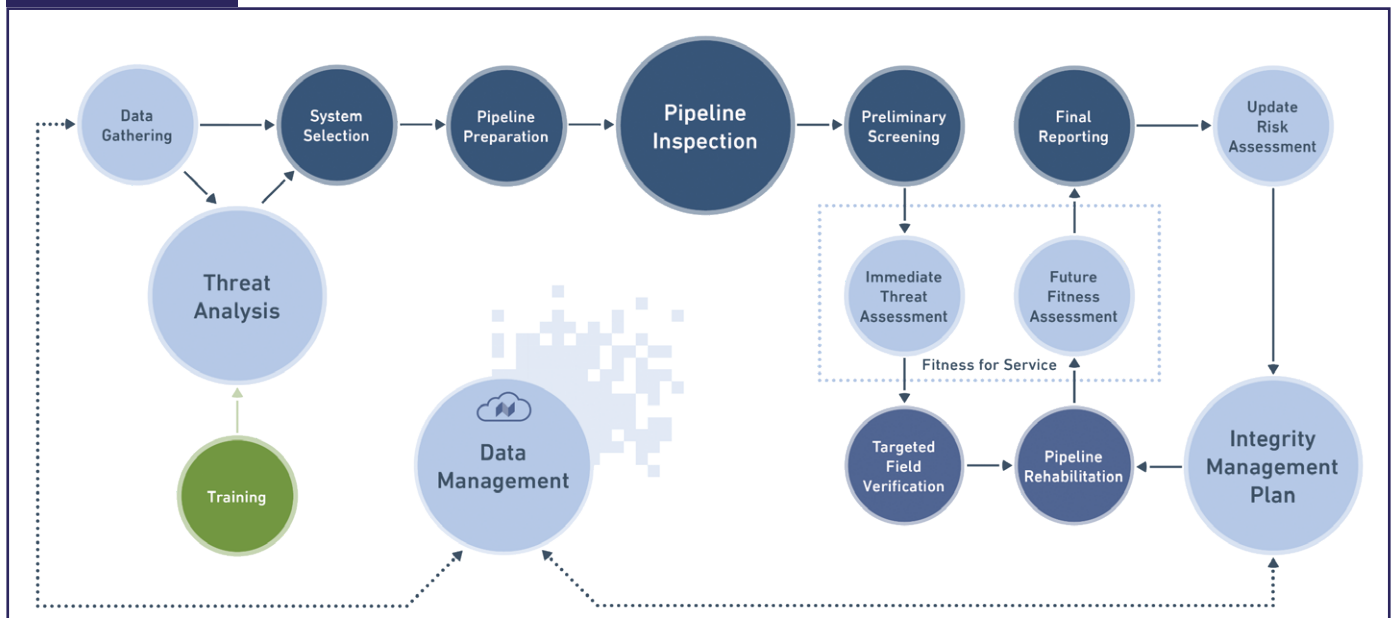 Data
Gathering
System
Selection
Pipeline
Preparation
Pipeline
Inspection
Preliminary
Screening
Final
Reporting
Update
Risk
Assessment
Threat
Analysis
Immediate
Threat
Assessment
Future
Fitness
Assessment
Fitness for Service
Data
Management
Training
Targeted
Field
Verification
Pipeline
Rehabilitation
Integrity
Management
Plan